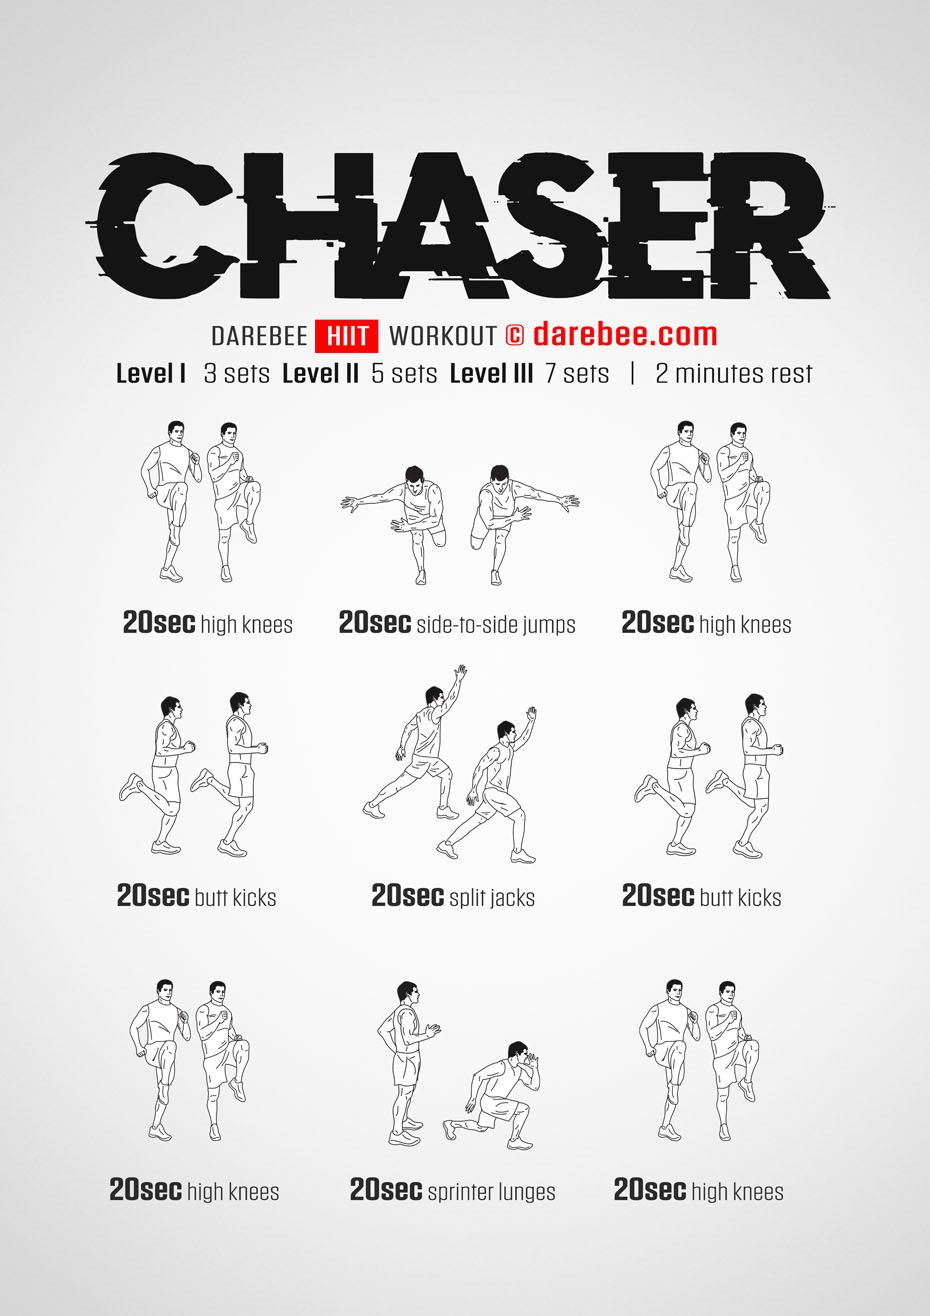 CHASER
DAREBEE HIIT WORKOUT © darebee.com
Level I 3 sets Level II 5 sets Level III 7 sets | 2 minutes rest
20sec high knees 20sec side-to-side jumps 20sec high knees
20sec butt kicks 20sec split jacks 20sec butt kicks
20sec high knees 20sec sprinter lunges 20sec high knees